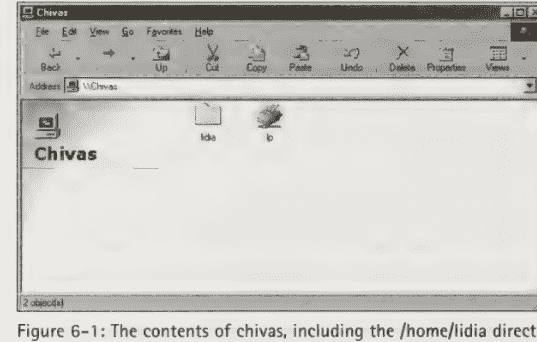 Chivas
File Edit View Go Favorites Help
Back Up Cut Copy Paste Undo Delete Properties Views
Address \\Chivas
lidia lp
Chivas
2 object(s)
Figure 6-1: The contents of chivas, including the /home/lidia direct